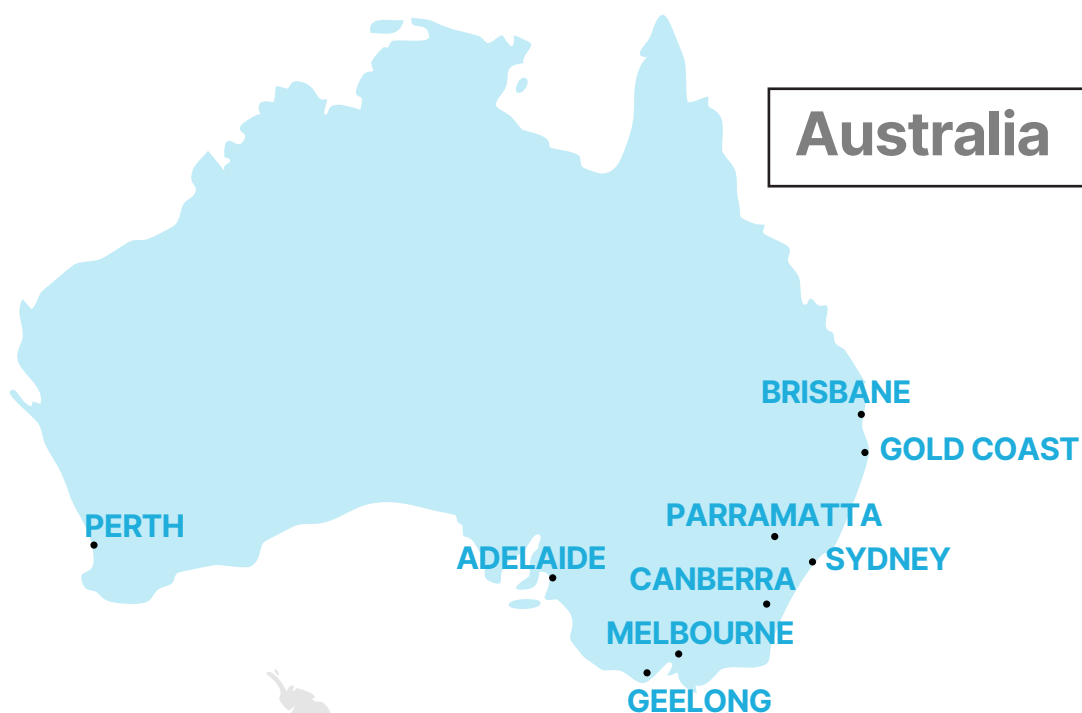 Australia
BRISBANE
GOLD COAST
PARRAMATTA
PERTH
ADELAIDE
SYDNEY
CANBERRA
MELBOURNE
GEELONG